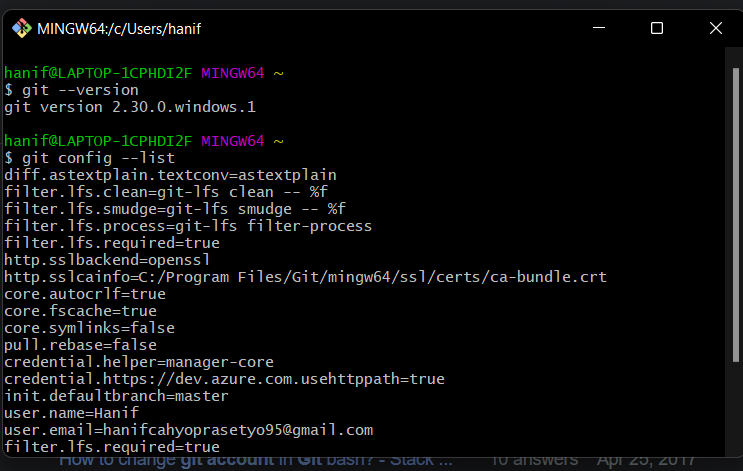 MINGW64:/c/Users/hanif
hanif@LAPTOP-1CPHDI2F MINGW64 ~
$ git --version
git version 2.30.0.windows.1
hanif@LAPTOP-1CPHDI2F MINGW64 ~
$ git config --list
diff.astextplain.textconv=astextplain
filter.lfs.clean=git-lfs clean -- %f
filter.lfs.smudge=git-lfs smudge -- %f
filter.lfs.process=git-lfs filter-process
filter.lfs.required=true
http.sslbackend=openssl
http.sslcainfo=C:/Program Files/Git/mingw64/ssl/certs/ca-bundle.crt
core.autocrlf=true
core.fscache=true
core.symlinks=false
pull.rebase=false
credential.helper=manager-core
credential.https://dev.azure.com.usehttppath=true
init.defaultbranch=master
user.name=Hanif
user.email=hanifcahyoprasetyo95@gmail.com
filter.lfs.required=true
How to change git account in Git bash? - Stack ... 10 answers Apr 25, 2017